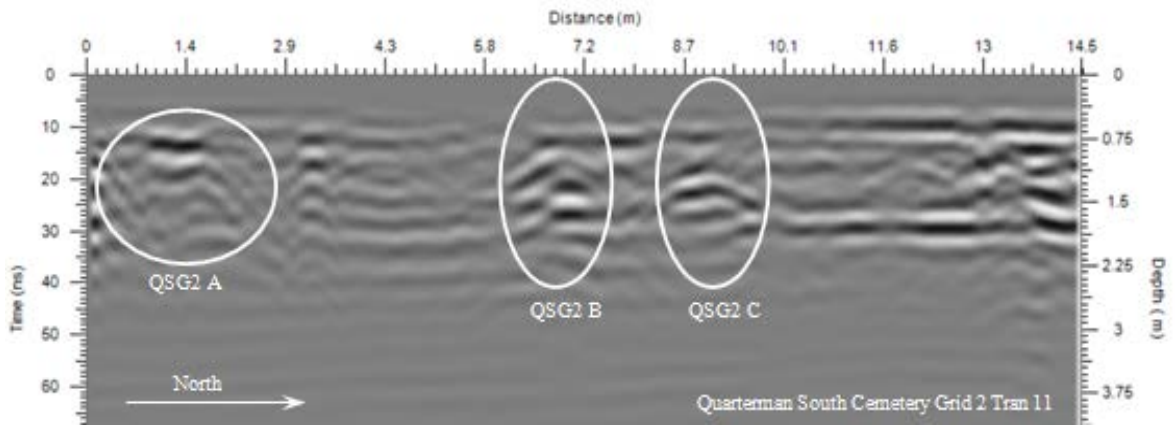 Distance (m)
0 1.4 2.9 4.3 5.8 7.2 8.7 10.1 11.6 13 14.5
0 0
10 0.75
20 1.5
30
QSG2 A 2.25
40
QSG2 B QSG2 C
50 3
60 3.75
Time (ns)
Depth (m)
North
Quarterman South Cemetery Grid 2 Tran 11